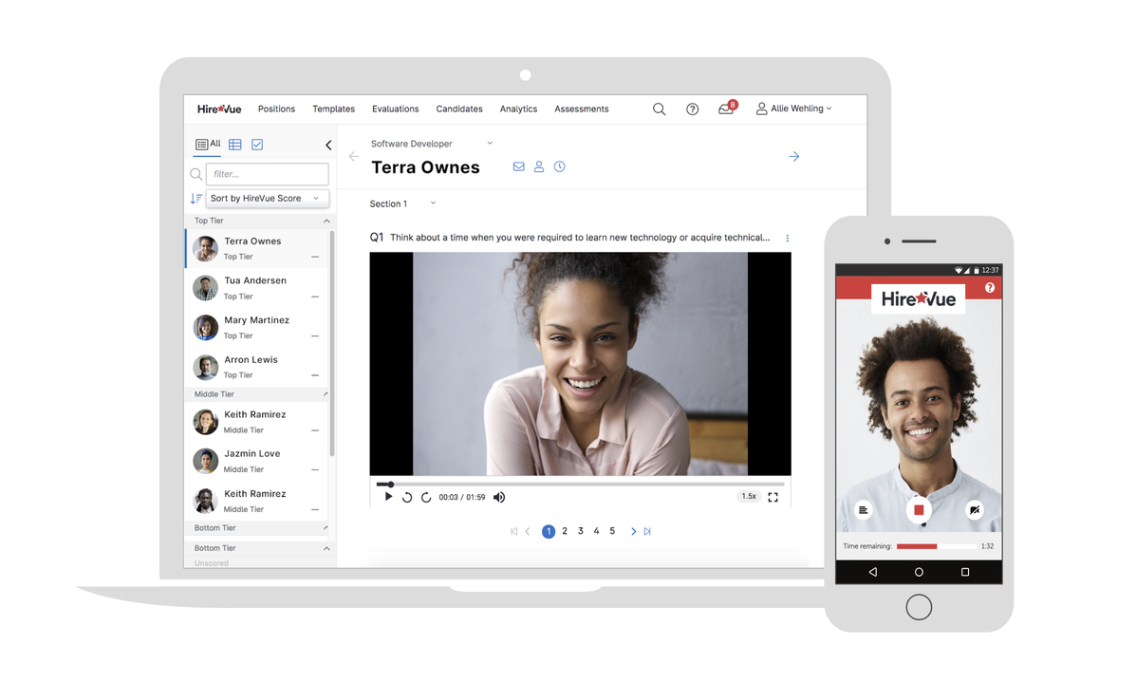 HireVue Positions Templates Evaluations Candidates Analytics Assessments 8 Allie Wehling
All
filter...
Sort by HireVue Score
Top Tier
Terra Ownes
Top Tier
Tua Andersen
Top Tier
Mary Martinez
Top Tier
Arron Lewis
Top Tier
Middle Tier
Keith Ramirez
Middle Tier
Jazmin Love
Middle Tier
Keith Ramirez
Middle Tier
Bottom Tier
Bottom Tier
Unscored
Software Developer
Terra Ownes
Section 1
Q1 Think about a time when you were required to learn new technology or acquire technical...
00:03 / 01:59 1.5x
1 2 3 4 5
12:37
HireVue ?
Time remaining: 1:32